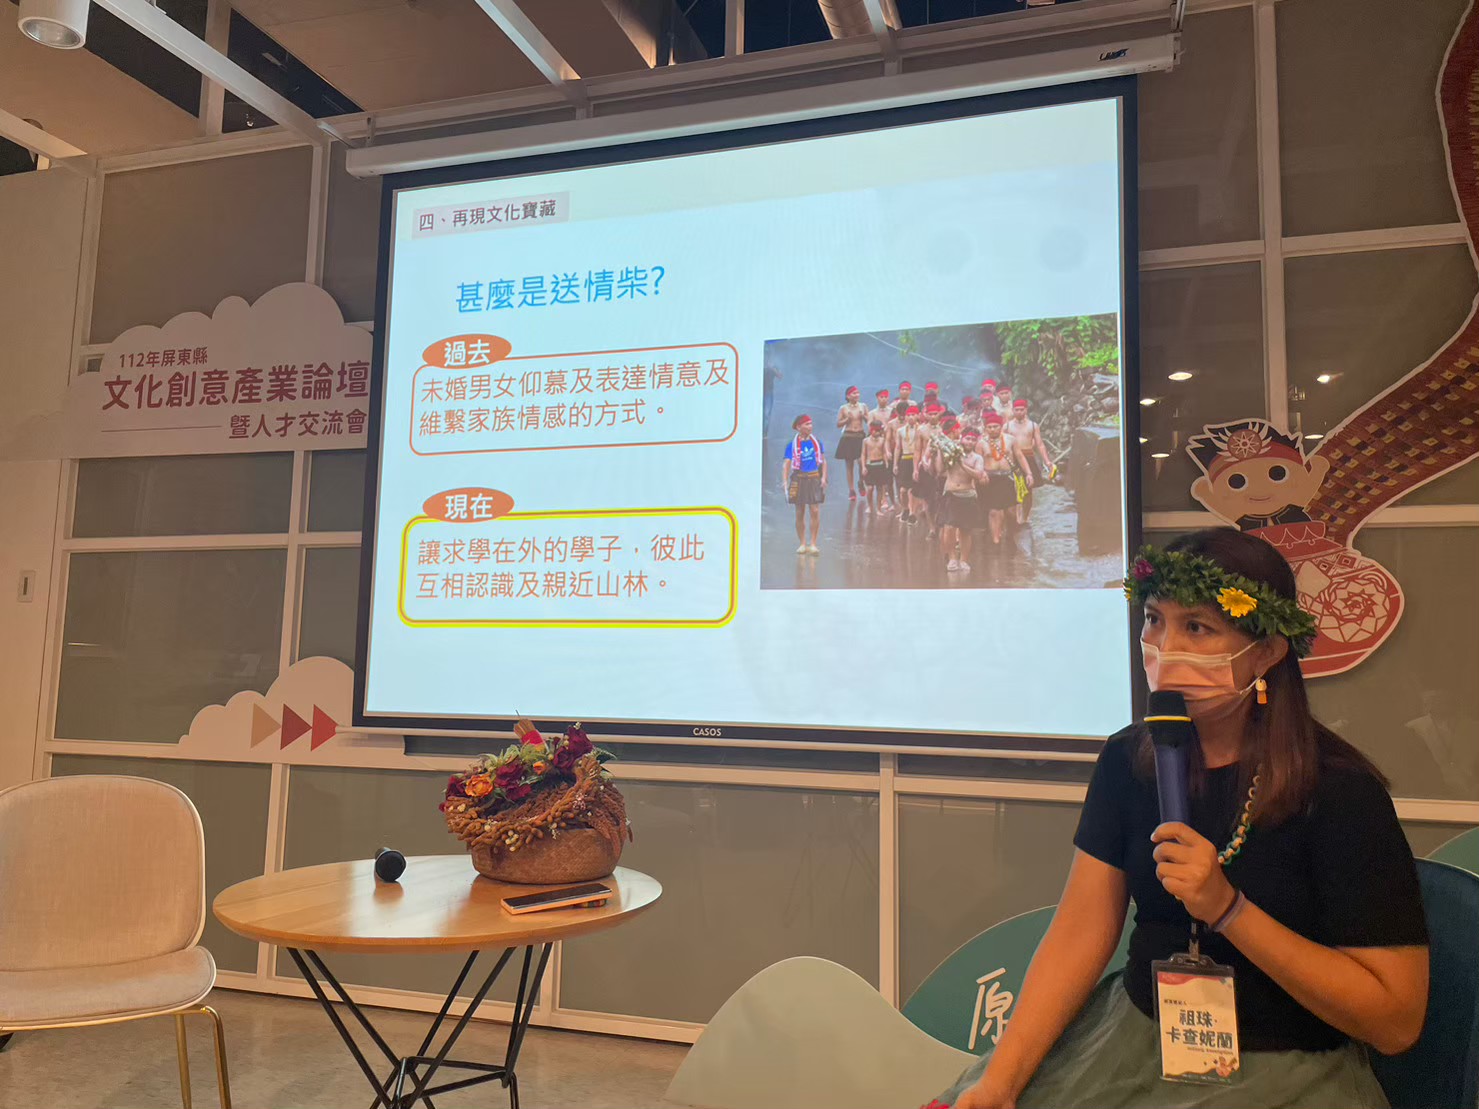 四、再現文化寶藏
甚麼是送情柴?
過去
未婚男女仰慕及表達情意及
維繫家族情感的方式。
現在
讓求學在外的學子，彼此
互相認識及親近山林。
CASOS
112年屏東縣
文化創意產業論壇
暨人才交流會
原
祖珠·
卡查妮蘭